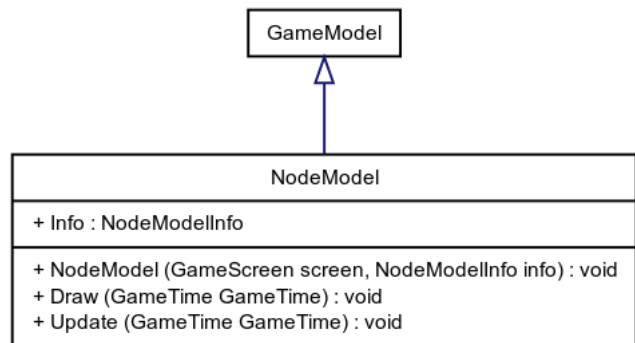 GameModel
NodeModel
+ Info : NodeModelInfo
+ NodeModel (GameScreen screen, NodeModelInfo info) : void
+ Draw (GameTime GameTime) : void
+ Update (GameTime GameTime) : void